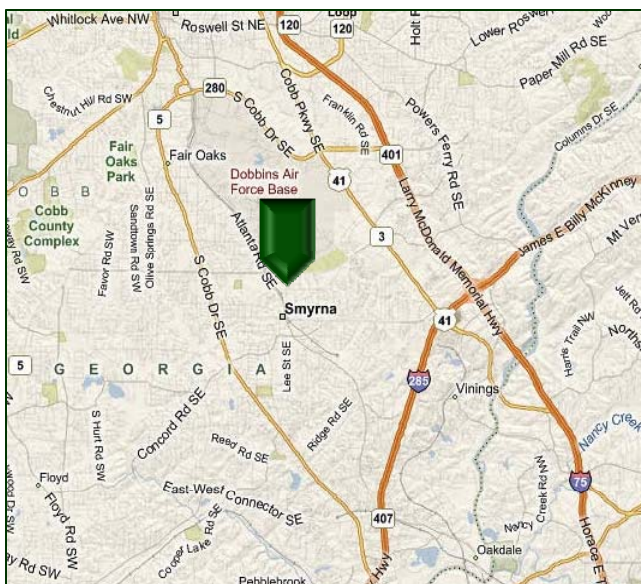 Whitlock Ave NW
Roswell St NE
120
Loop
120
Holt R
Lower Roswell
Paper Mill Rd SE
Chestnut Hill Rd SW
280
S Cobb Dr SE
Cobb Pkwy SE
Franklin Rd SE
Powers Ferry Rd SE
Columns Dr SE
5
Fair
Oaks
Park
Fair Oaks
401
Dobbins Air
Force Base
41
O B B
Cobb
County
Complex
Sandtown Rd SW
Olive Springs Rd SE
Favor Rd SW
Atlanta Rd SE
3
Larry McDonald Memorial Hwy
James E Billy McKinney
Mt Ver
S Cobb Dr SE
Smyrna
41
Jett Rd
Harris Trail NW
Norths
5
G E O R G I A
Lee St SE
285
Vinings
S Hurt Rd SW
Concord Rd SE
Reed Rd SE
Ridge Rd SE
Nancy Creek
Floyd
Floyd Rd SW
East-West Connector SE
75
Nancy
Creek Rd NW
407
Cooper Lake
Rd SE
Hwy
Oakdale
Horace E T
Pebblebrook